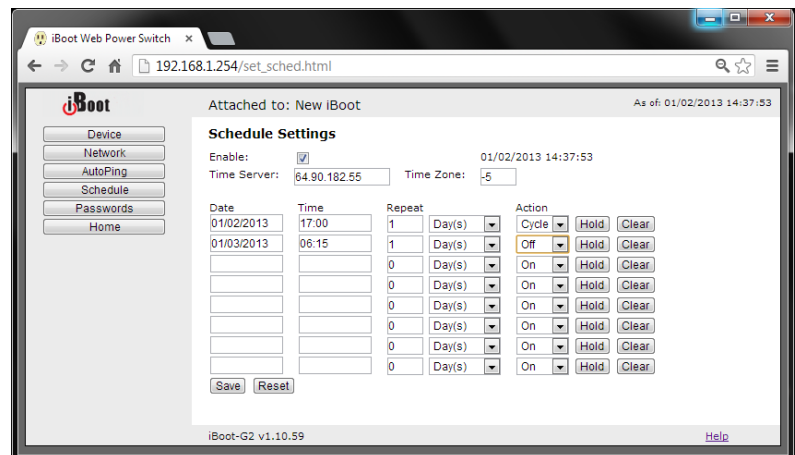 iBoot Web Power Switch ×
192.168.1.254/set_sched.html
iBoot
Attached to: New iBoot
As of: 01/02/2013 14:37:53
Device
Network
AutoPing
Schedule
Passwords
Home
Schedule Settings
Enable: 01/02/2013 14:37:53
Time Server: 64.90.182.55 Time Zone: -5
Date Time Repeat Action
01/02/2013 17:00 1 Day(s) Cycle Hold Clear
01/03/2013 06:15 1 Day(s) Off Hold Clear
0 Day(s) On Hold Clear
0 Day(s) On Hold Clear
0 Day(s) On Hold Clear
0 Day(s) On Hold Clear
0 Day(s) On Hold Clear
0 Day(s) On Hold Clear
Save Reset
iBoot-G2 v1.10.59
Help